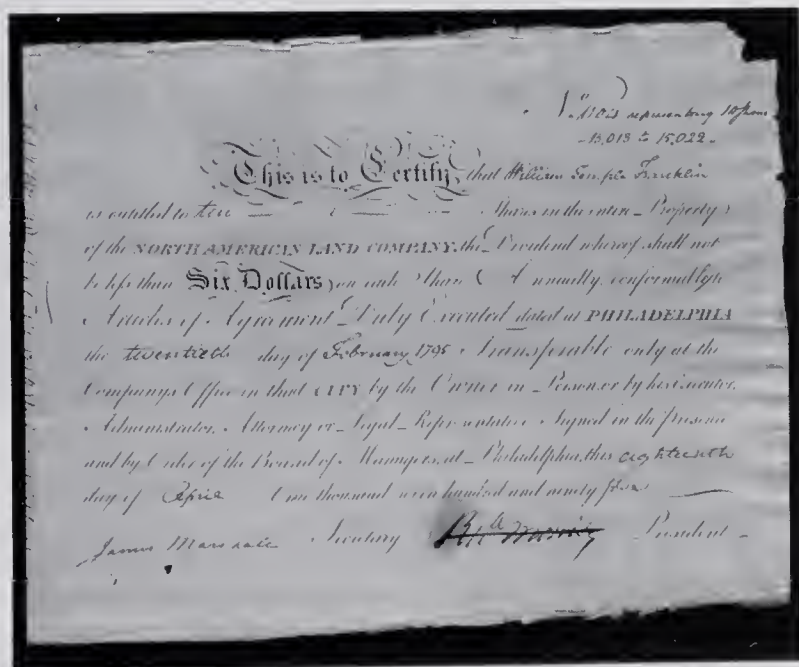 representing 10 shares
15,013 to 15,022.
This is to Certify, that William Temple Franklin
is entitled to ten Shares in the entire Property
of the NORTH AMERICAN LAND COMPANY, the Dividend whereof shall not
be less than Six Dollars on each Share Annually, conformably to
Articles of Agreement Duly Executed dated at PHILADELPHIA
the twentieth day of February 1795 Transferable only at the
Companys Office in that CITY by the Owner in Person, or by his Executor,
Administrator, Attorney or Legal Representative Signed in the presence
and by Order of the Board of Managers, at Philadelphia, this eighteenth
day of April One thousand seven hundred and ninety five
James Marshall Secretary Robt Morris President